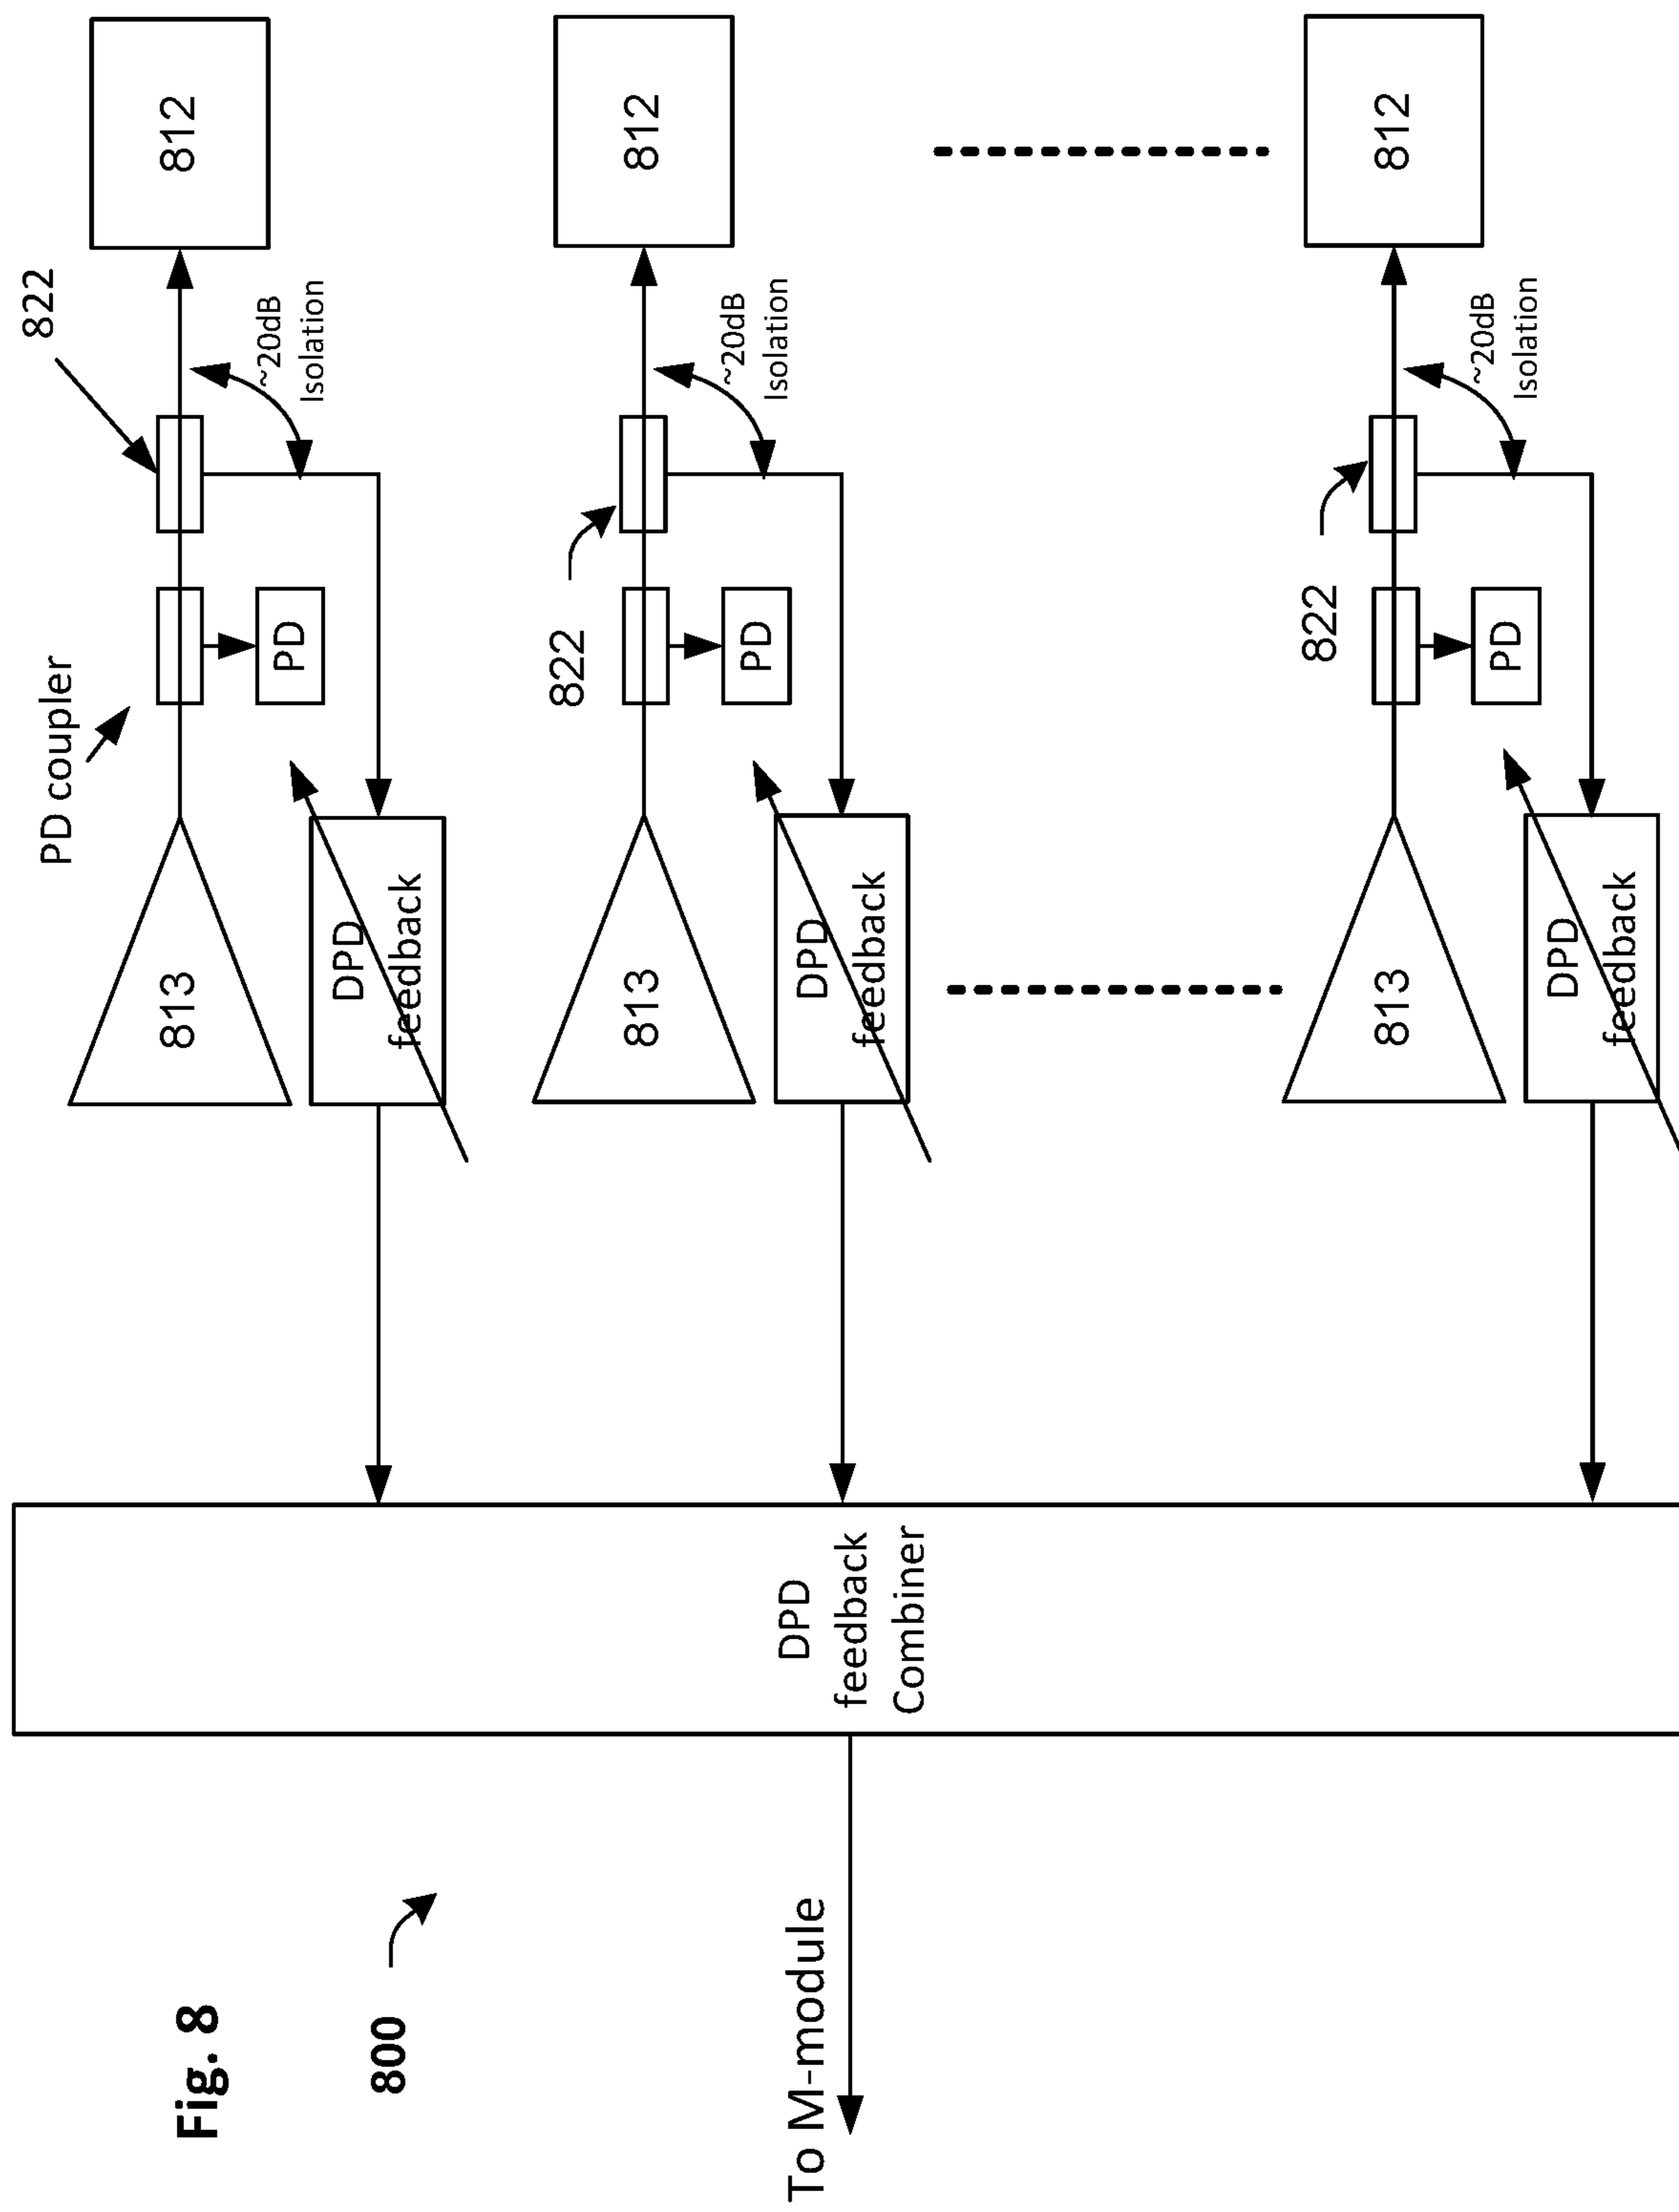 Fig. 8
800
To M-module
DPD
feedback
Combiner
813
DPD
feedback
PD coupler
PD
822
~20dB
Isolation
812
813
DPD
feedback
822
PD
~20dB
Isolation
812
813
DPD
feedback
822
PD
~20dB
Isolation
812